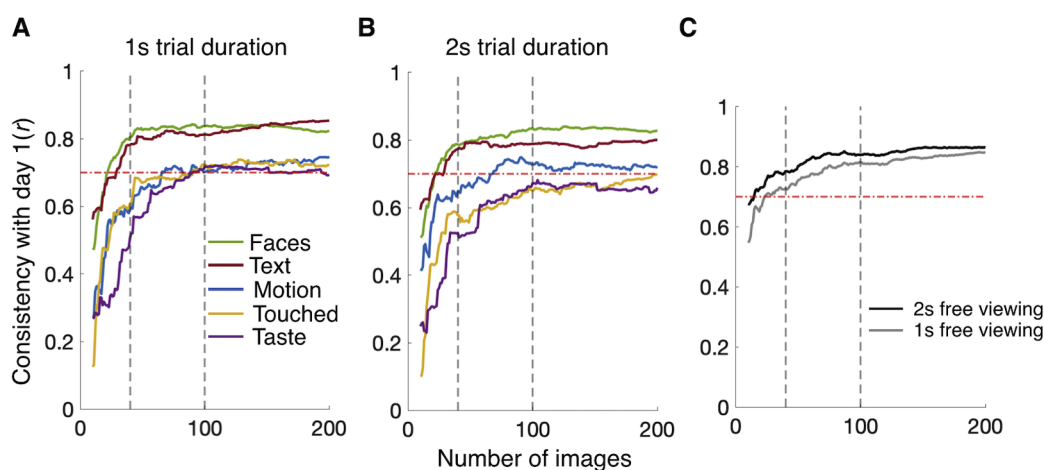 A
1s trial duration
B
2s trial duration
C
Consistency with day 1(r)
1
0.8
0.6
0.4
0.2
0
0
100
200
Faces
Text
Motion
Touched
Taste
1
0.8
0.6
0.4
0.2
0
0
100
200
1
0.8
0.6
0.4
0.2
0
0
100
200
2s free viewing
1s free viewing
Number of images